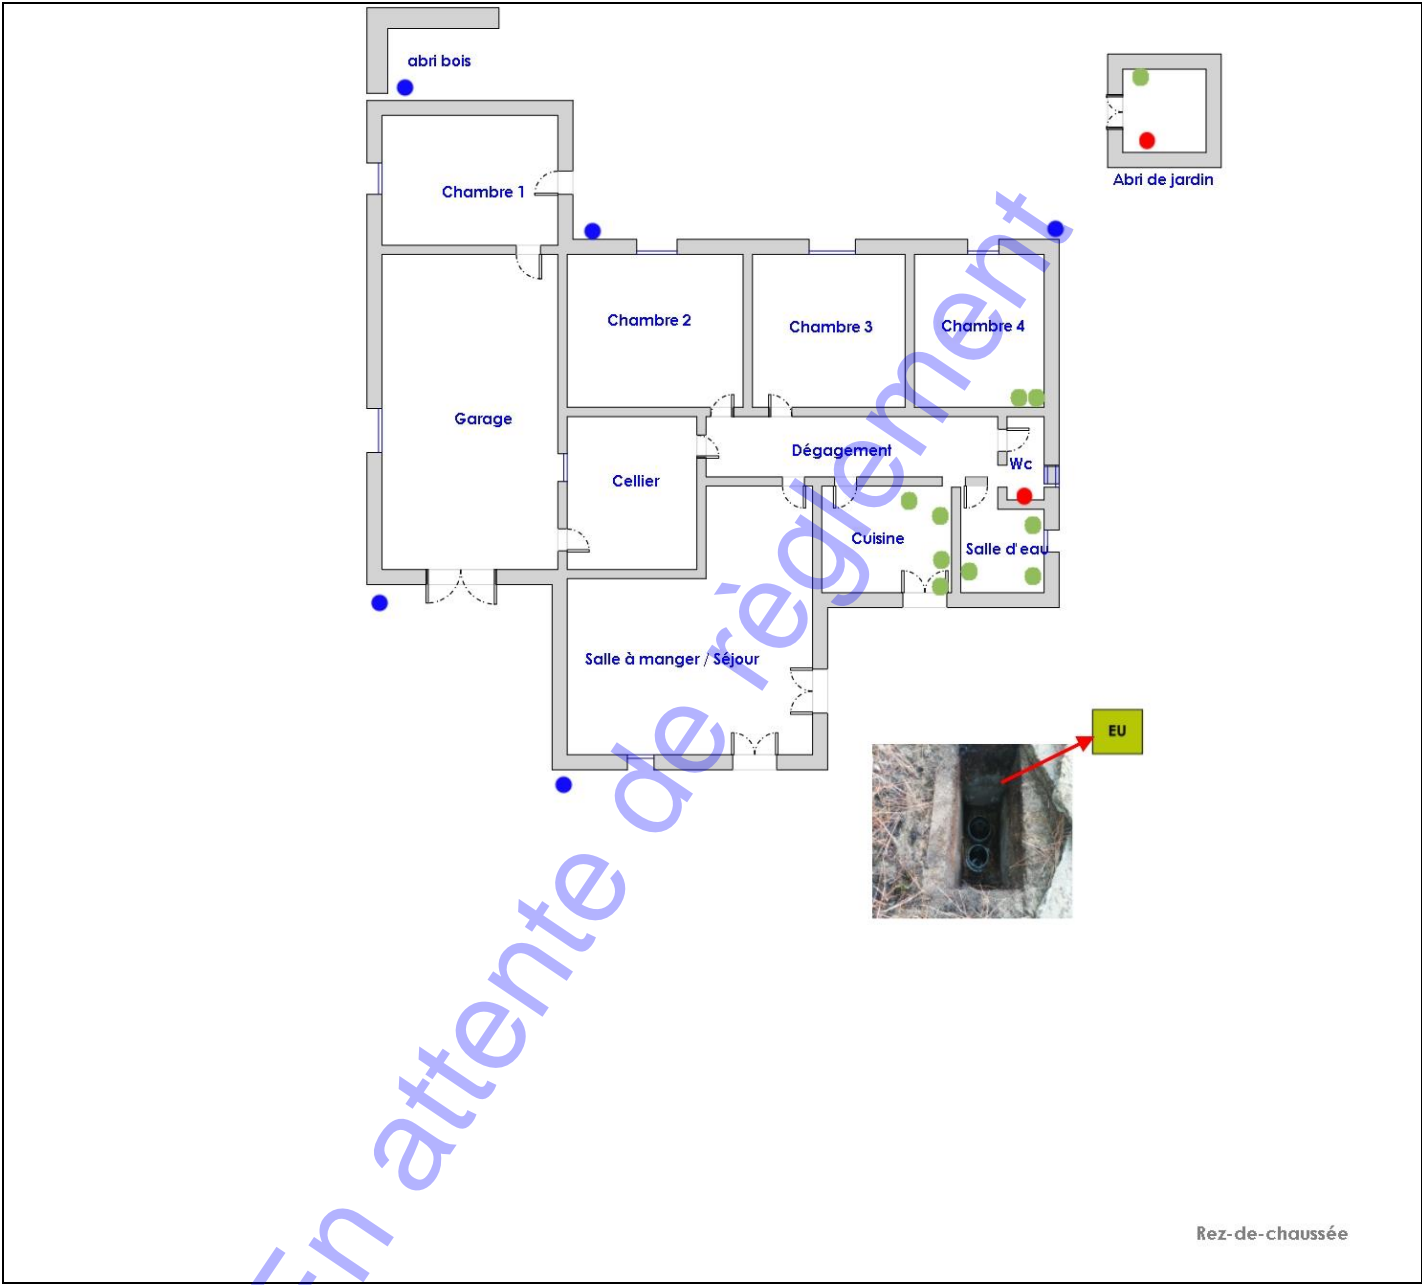 abri bois
Abri de jardin
Chambre 1
Chambre 2
Chambre 3
Chambre 4
Garage
Dégagement
Wc
Cellier
Cuisine
Salle d'eau
Salle à manger / Séjour
EU
En attente de règlement
Rez-de-chaussée